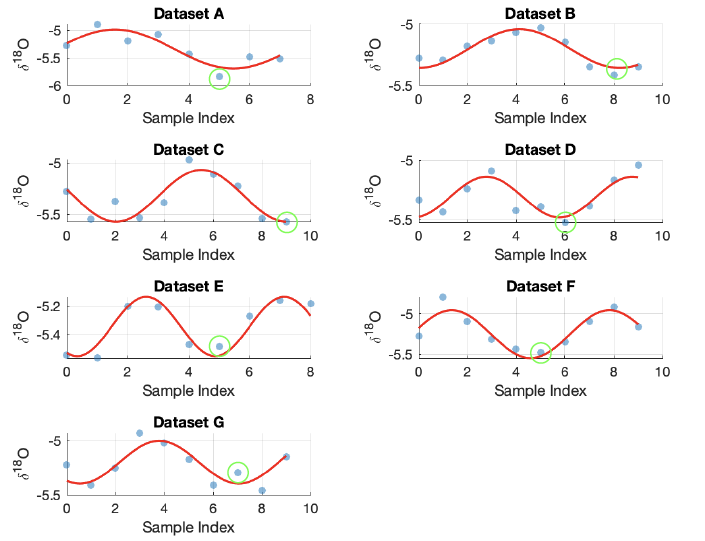 Dataset A
-5
-5.5
-6
δ18O
0 2 4 6 8
Sample Index
Dataset B
-5
-5.5
δ18O
0 2 4 6 8 10
Sample Index
Dataset C
-5
-5.5
δ18O
0 2 4 6 8 10
Sample Index
Dataset D
-5
-5.5
δ18O
0 2 4 6 8 10
Sample Index
Dataset E
-5.2
-5.4
δ18O
0 2 4 6 8
Sample Index
Dataset F
-5
-5.5
δ18O
0 2 4 6 8 10
Sample Index
Dataset G
-5
-5.5
δ18O
0 2 4 6 8 10
Sample Index